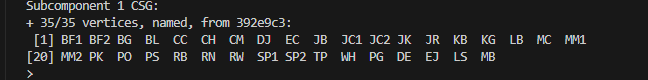 Subcomponent 1 CSG:
+ 35/35 vertices, named, from 392e9c3:
[1] BF1 BF2 BG BL CC CH CM DJ EC JB JC1 JC2 JK JR KB KG LB MC MM1
[20] MM2 PK PO PS RB RN RW SP1 SP2 TP WH PG DE EJ LS MB
>